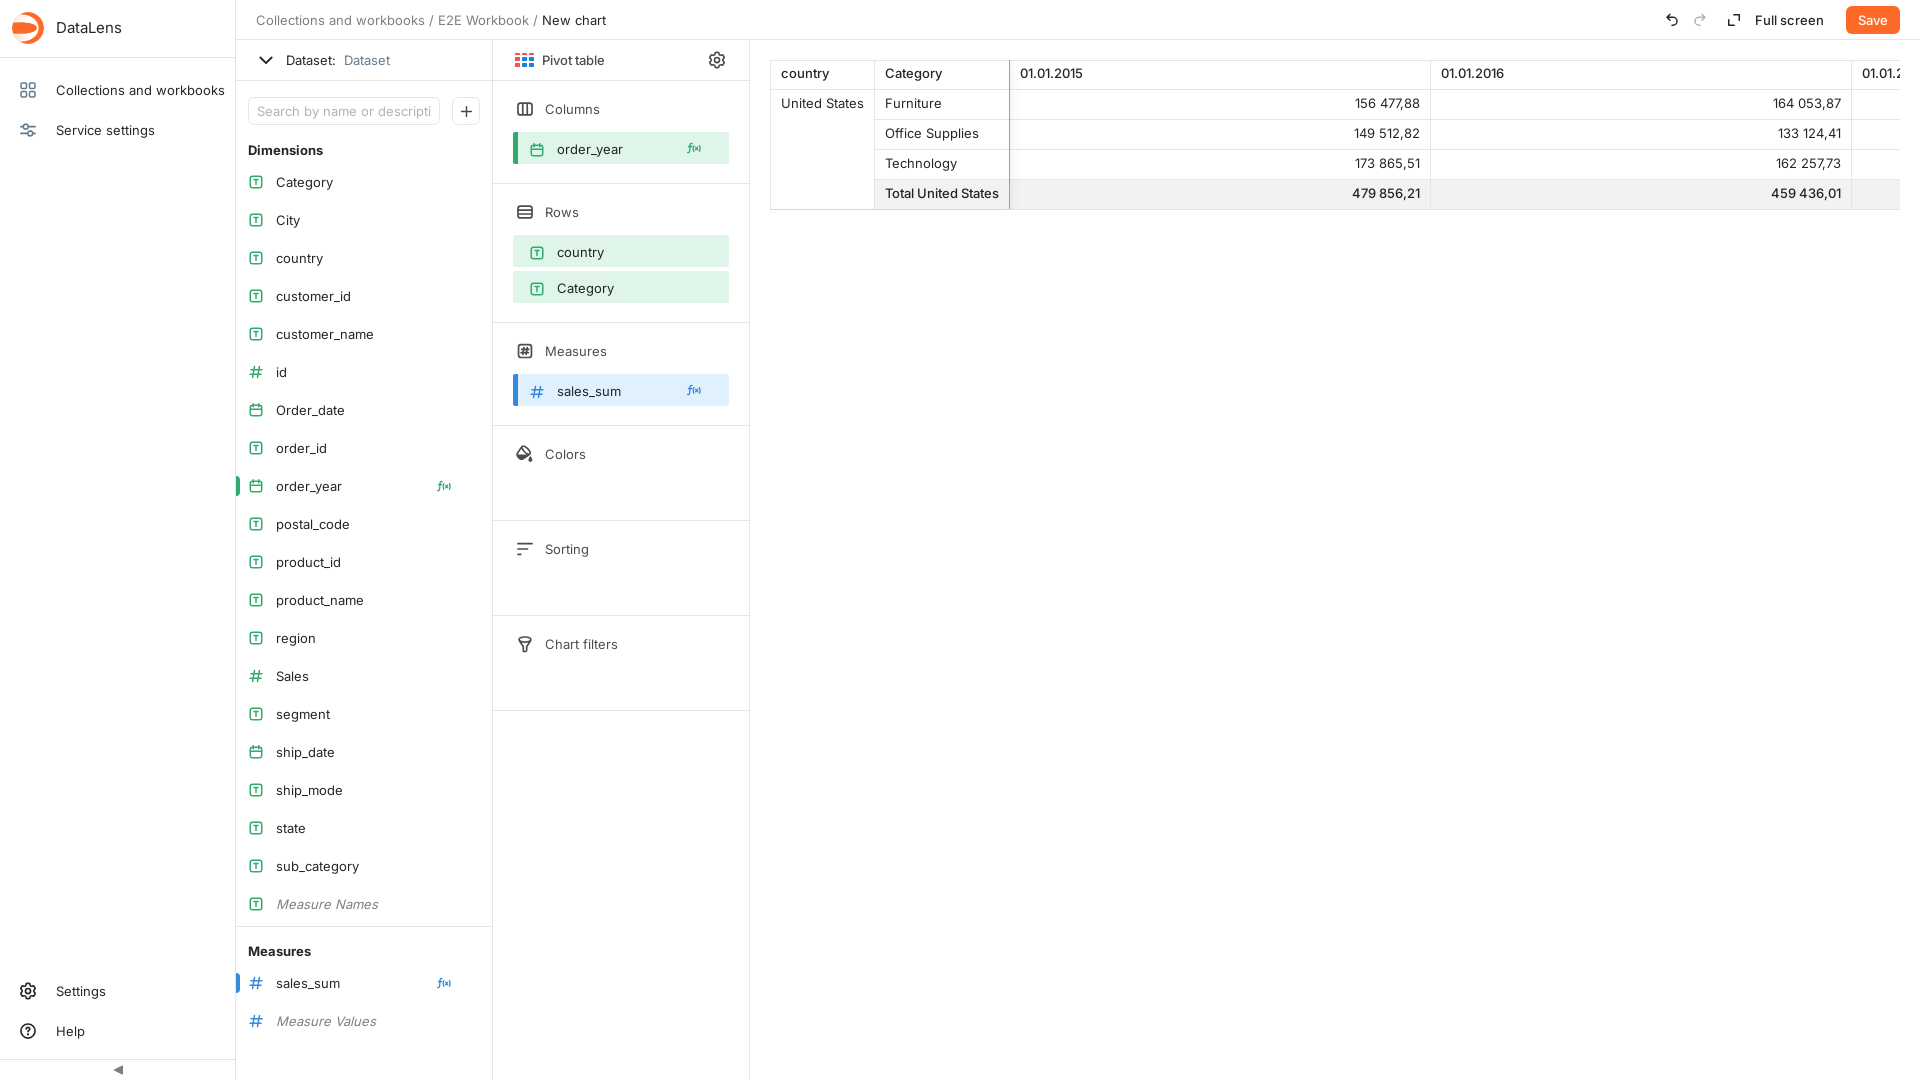 DataLens
Collections and workbooks
Service settings
Settings
Help
Collections and workbooks / E2E Workbook / New chart
Full screen
Save
Dataset: Dataset
Search by name or descripti
Dimensions
Category
City
country
customer_id
customer_name
id
Order_date
order_id
order_year
postal_code
product_id
product_name
region
Sales
segment
ship_date
ship_mode
state
sub_category
Measure Names
Measures
sales_sum
Measure Values
Pivot table
Columns
order_year
Rows
country
Category
Measures
sales_sum
Colors
Sorting
Chart filters
country Category 01.01.2015 01.01.2016 01.01.2
United States Furniture 156 477,88 164 053,87
Office Supplies 149 512,82 133 124,41
Technology 173 865,51 162 257,73
Total United States 479 856,21 459 436,01